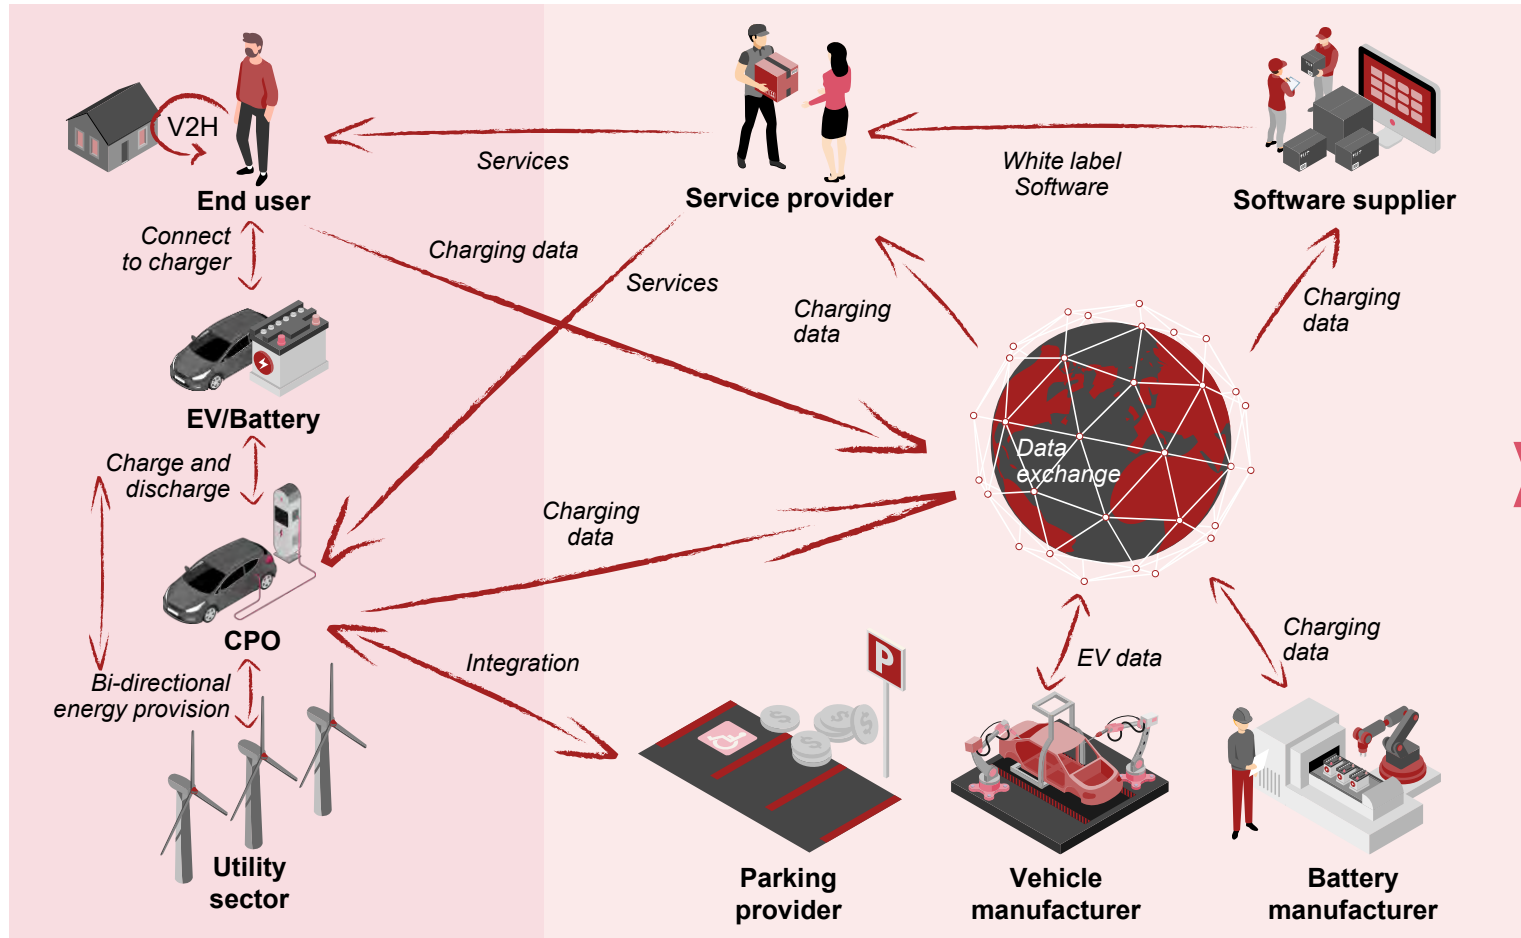 V2H
End user
Services
Service provider
White label
Software
Software supplier
Connect
to charger
Charging data
Services
Charging
data
Charging
data
EV/Battery
Data
exchange
Charge and
discharge
Charging
data
CPO
Integration
Bi-directional
energy provision
P
EV data
Charging
data
Utility
sector
Parking
provider
Vehicle
manufacturer
Battery
manufacturer